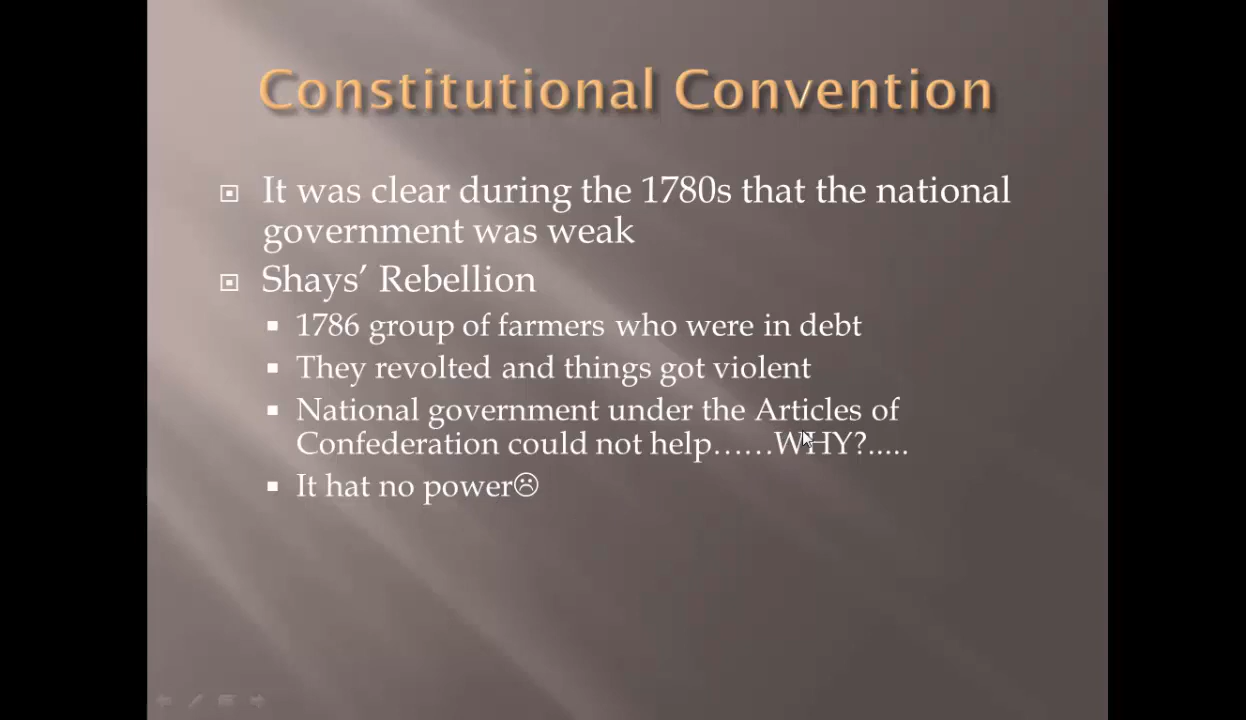 Constitutional Convention
It was clear during the 1780s that the national
government was weak
Shays’ Rebellion
1786 group of farmers who were in debt
They revolted and things got violent
National government under the Articles of
Confederation could not help……WHY?.....
It hat no power☹